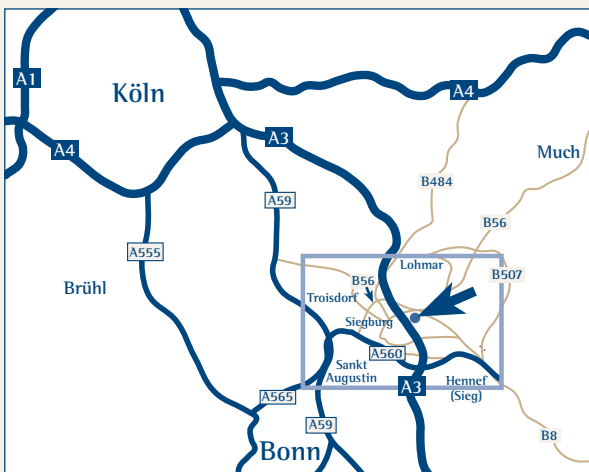 A1
Köln
A4
A4
A3
Much
B484
A59
B56
A555
Lohmar
B507
B56
Brühl
Troisdorf
Siegburg
A560
Sankt
Augustin
A3
Hennef
(Sieg)
A565
A59
B8
Bonn